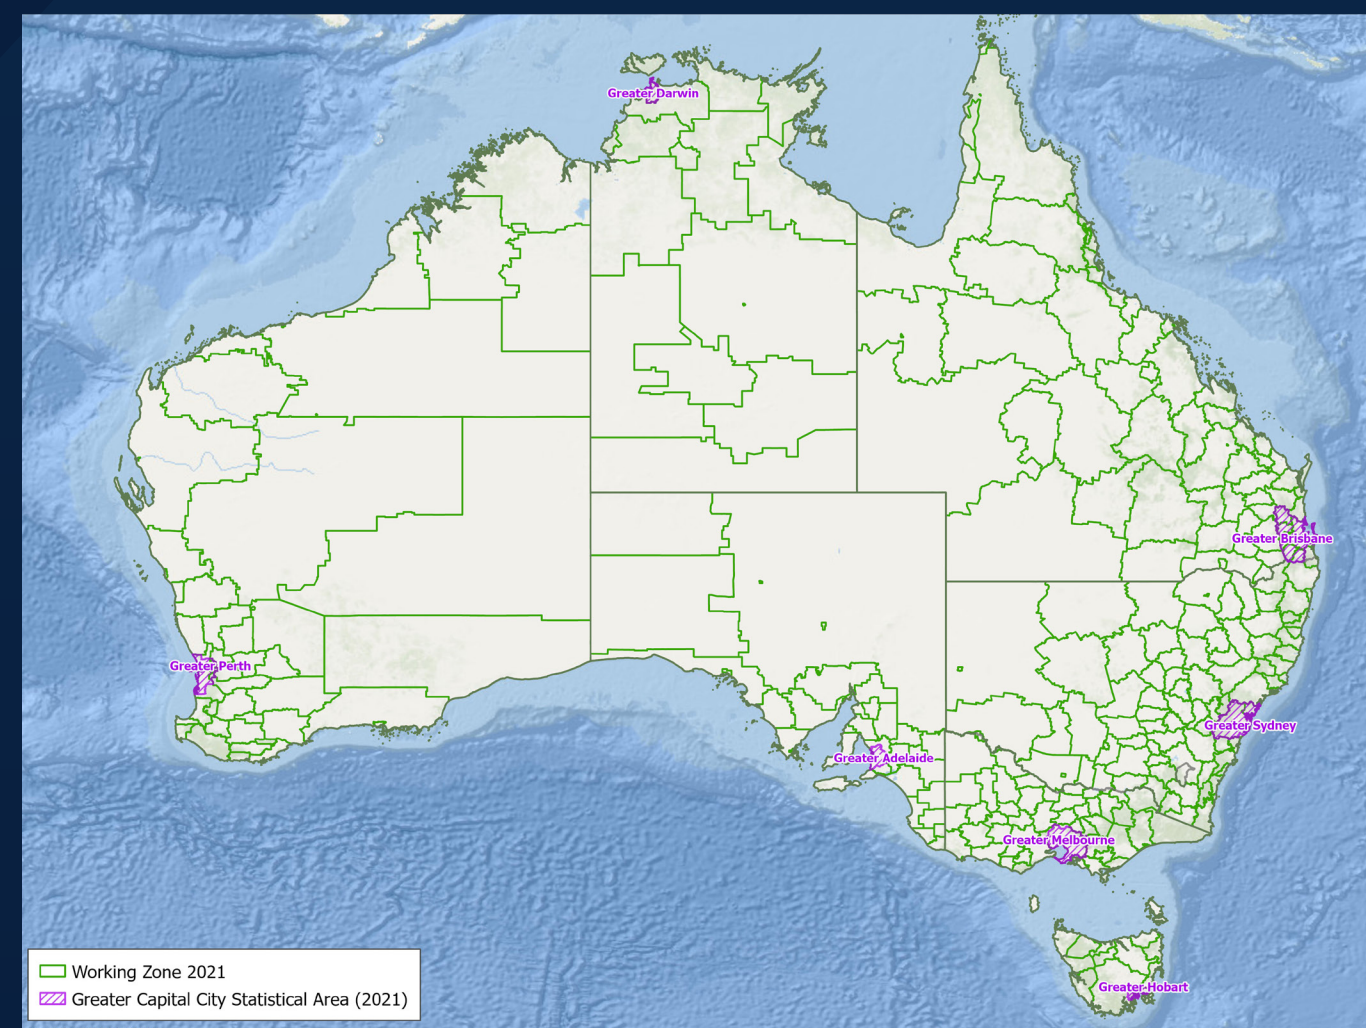 Greater Darwin
Greater Brisbane
Greater Perth
Greater Sydney
Greater Adelaide
Greater Melbourne
Greater Hobart
Working Zone 2021
Greater Capital City Statistical Area (2021)